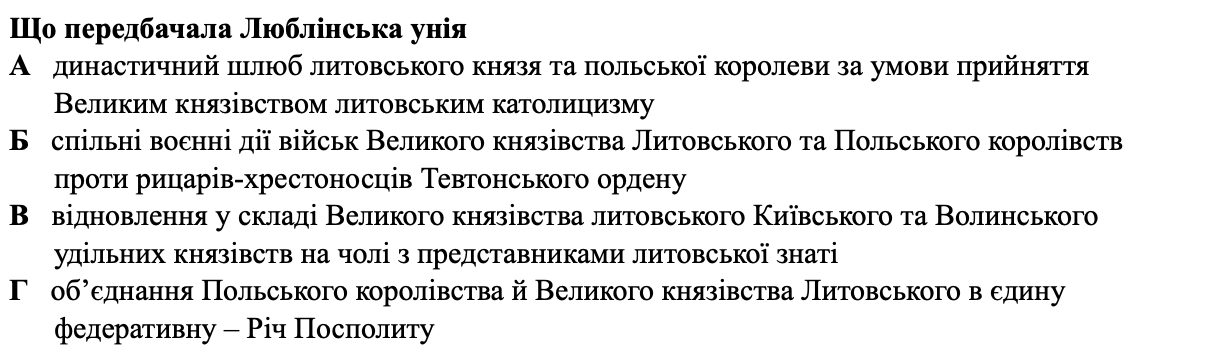 Що передбачала Люблінська унія
А династичний шлюб литовського князя та польської королеви за умови прийняття
Великим князівством литовським католицизму
Б спільні воєнні дії військ Великого князівства Литовського та Польського королівств
проти рицарів-хрестоносців Тевтонського ордену
В відновлення у складі Великого князівства литовського Київського та Волинського
удільних князівств на чолі з представниками литовської знаті
Г об’єднання Польського королівства й Великого князівства Литовського в єдину
федеративну – Річ Посполиту